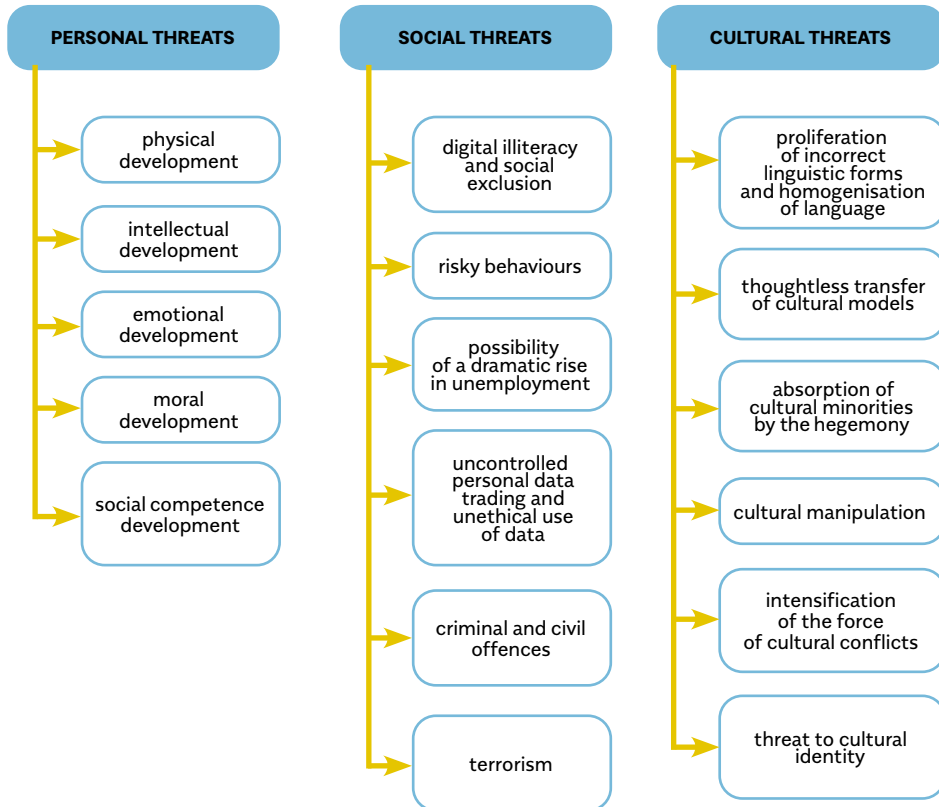 PERSONAL THREATS
physical
development
intellectual
development
emotional
development
moral
development
social competence
development
SOCIAL THREATS
digital illiteracy
and social
exclusion
risky behaviours
possibility
of a dramatic rise
in unemployment
uncontrolled
personal data
trading and
unethical use
of data
criminal and civil
offences
terrorism
CULTURAL THREATS
proliferation
of incorrect
linguistic forms
and homogenisation
of language
thoughtless transfer
of cultural models
absorption of
cultural minorities
by the hegemony
cultural manipulation
intensification
of the force
of cultural conflicts
threat to cultural
identity